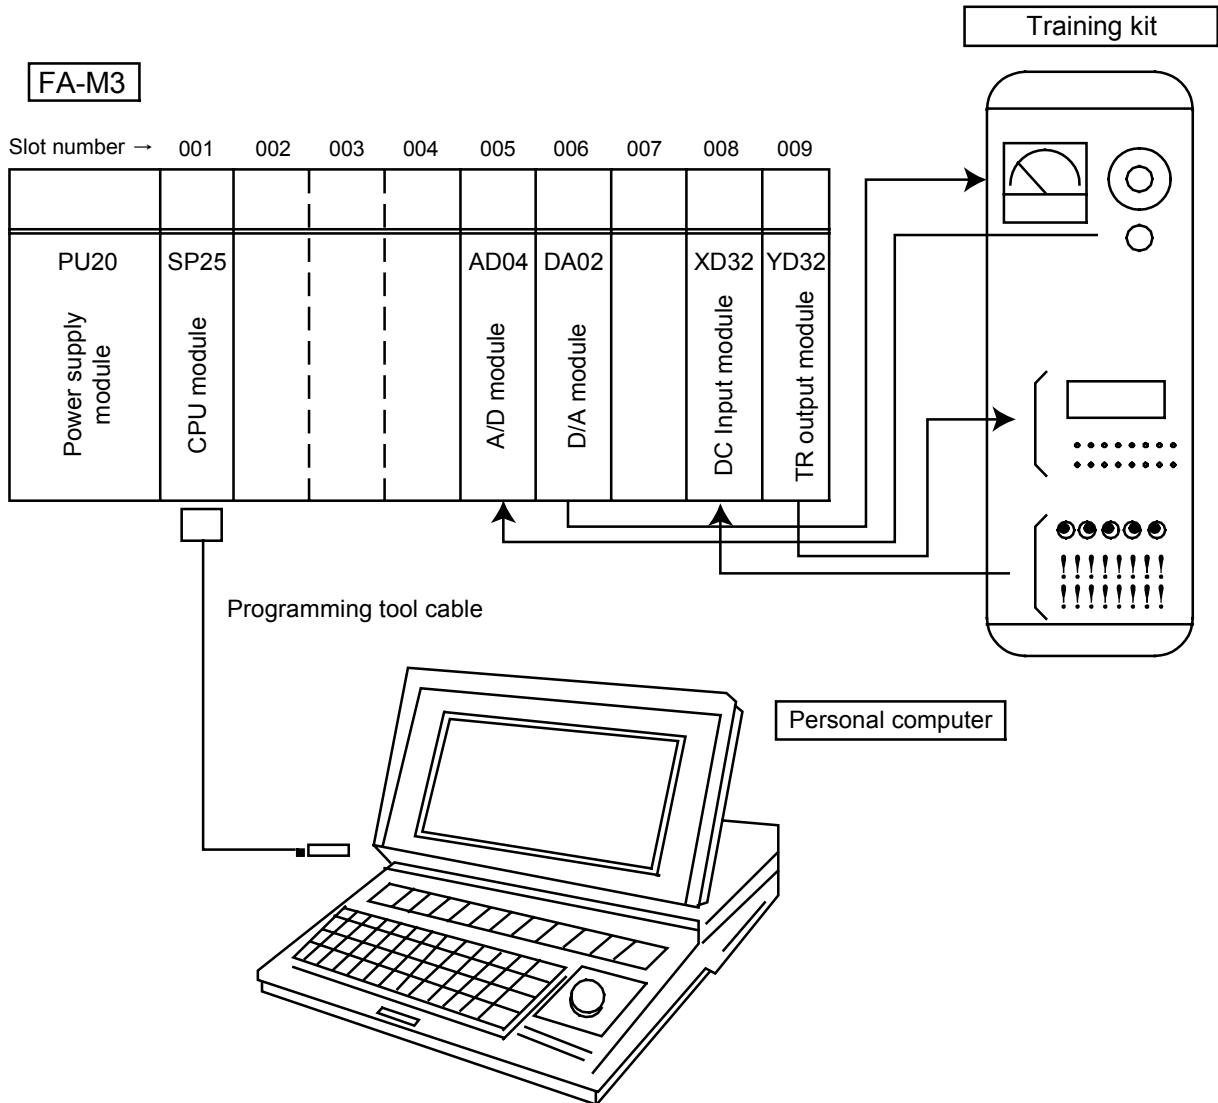 Training kit
FA-M3
Slot number → 001 002 003 004 005 006 007 008 009
PU20 SP25 AD04 DA02 XD32 YD32
Power supply
module
CPU module
A/D module
D/A module
DC Input module
TR output module
Programming tool cable
Personal computer